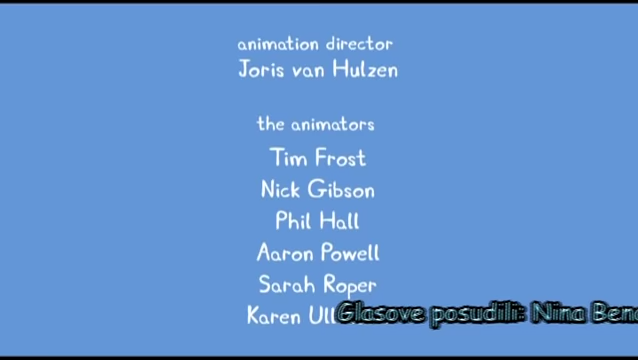 animation director
Joris van Hulzen
the animators
Tim Frost
Nick Gibson
Phil Hall
Aaron Powell
Sarah Roper
Karen
Glasove posudili: Nina